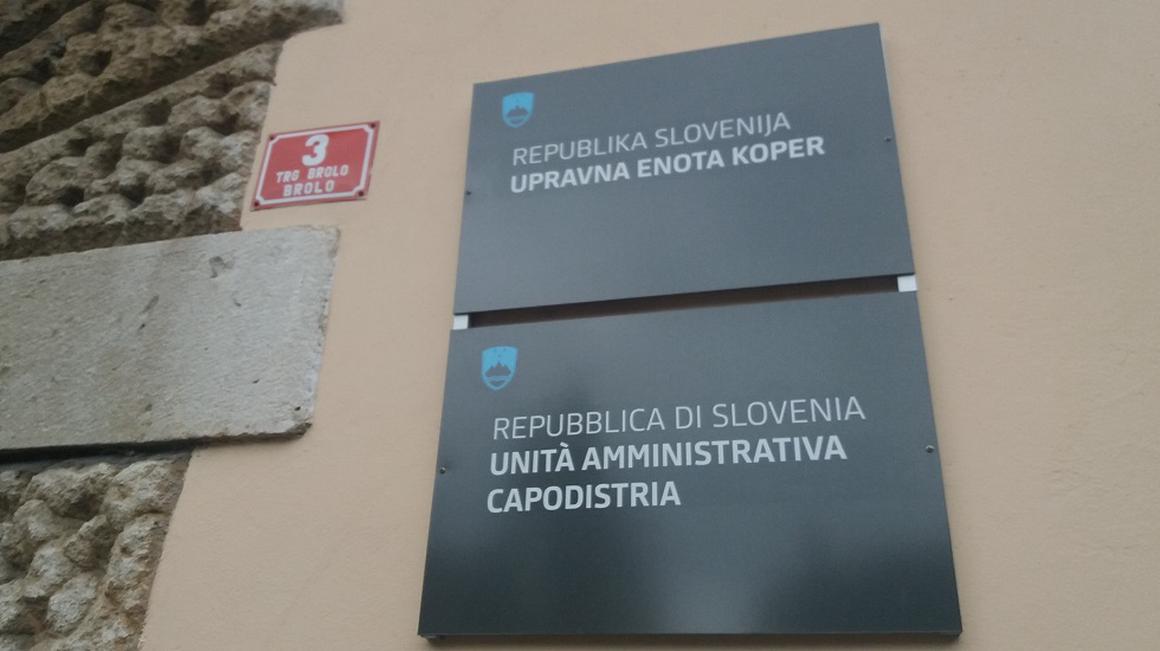 3
TRG BROLO
BROLO
REPUBLIKA SLOVENIJA
UPRAVNA ENOTA KOPER
REPUBBLICA DI SLOVENIA
UNITÀ AMMINISTRATIVA
CAPODISTRIA